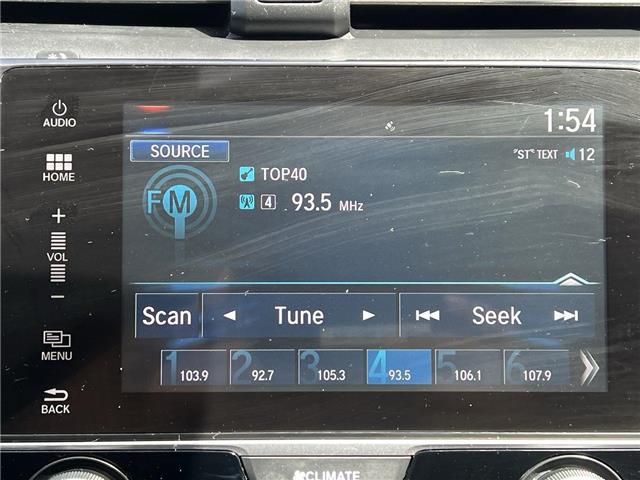 AUDIO
1:54
SOURCE
"ST" TEXT 12
HOME
TOP40
FM
4 93.5 MHz
+
VOL
−
Scan ◄ Tune ► ⏮ Seek ⏭
MENU
1 103.9 2 92.7 3 105.3 4 93.5 5 106.1 6 107.9
BACK
CLIMATE